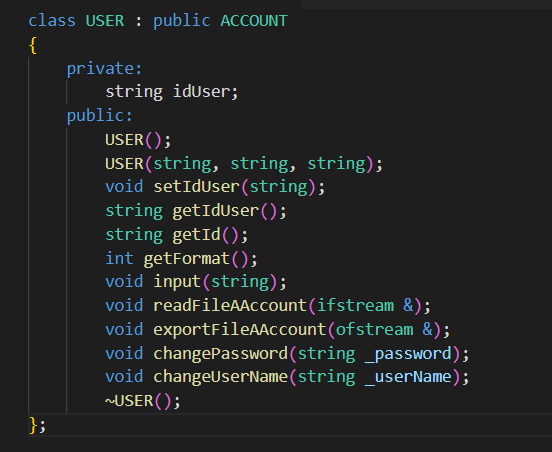 class USER : public ACCOUNT
{
    private:
        string idUser;
    public:
        USER();
        USER(string, string, string);
        void setIdUser(string);
        string getIdUser();
        string getId();
        int getFormat();
        void input(string);
        void readFileAAccount(ifstream &);
        void exportFileAAccount(ofstream &);
        void changePassword(string _password);
        void changeUserName(string _userName);
        ~USER();
};